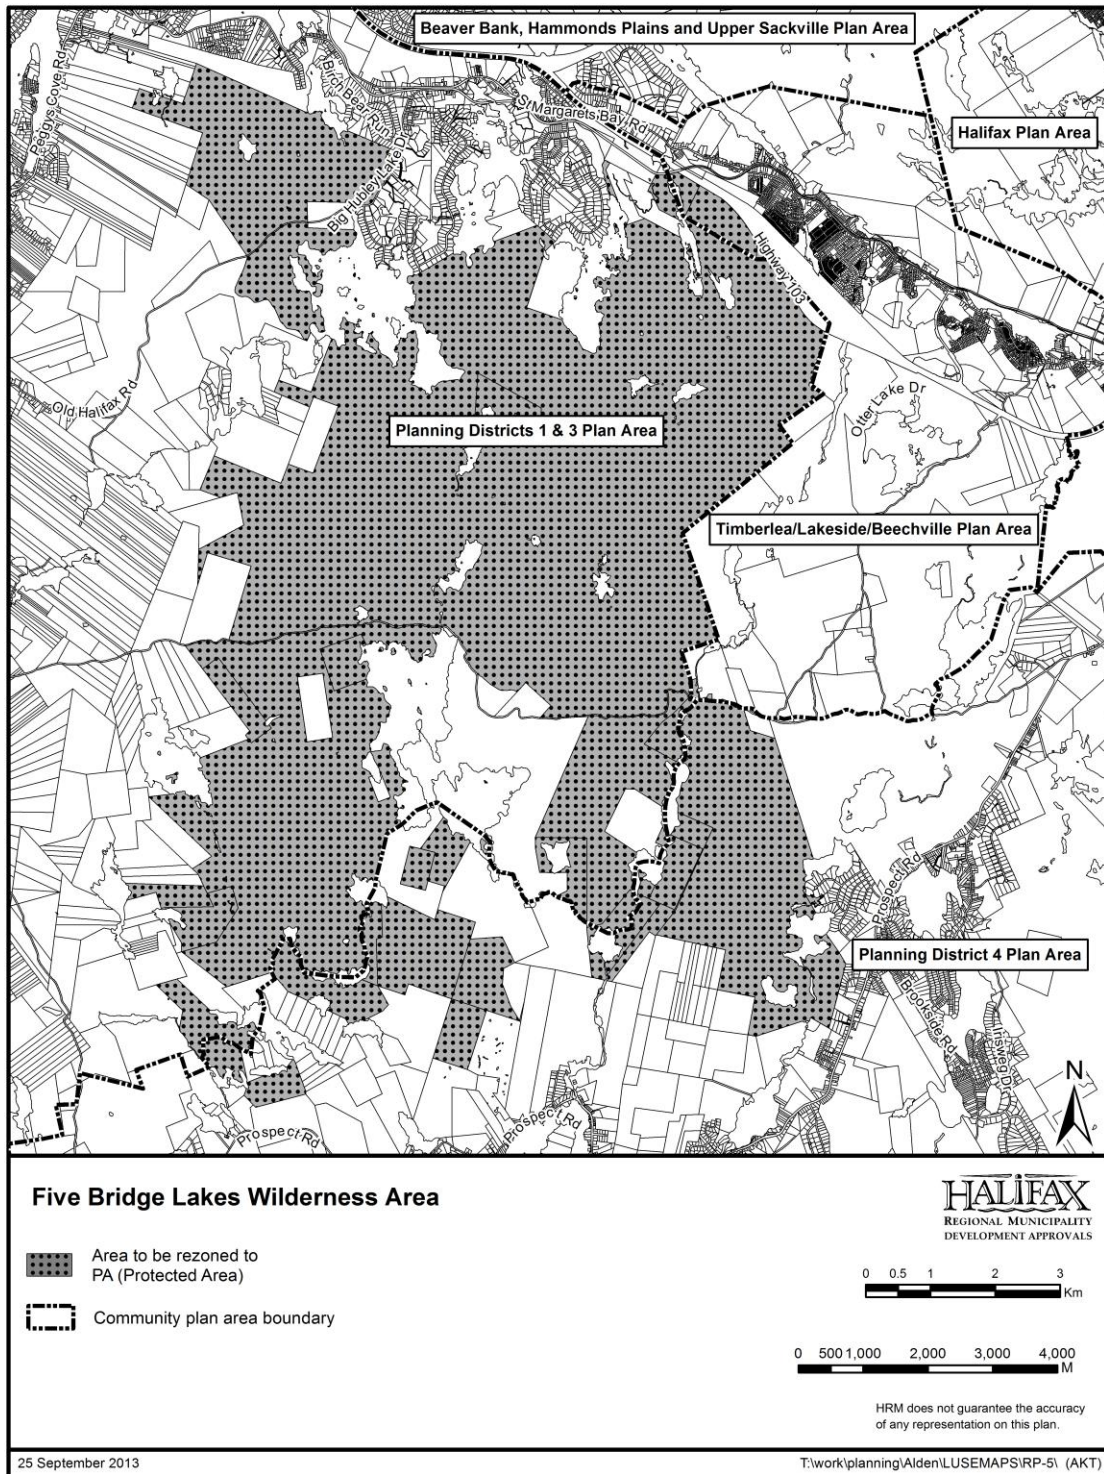 Beaver Bank, Hammonds Plains and Upper Sackville Plan Area
Peggys Cove Rd
Birch Bear Run
St Margarets Bay Rd
Halifax Plan Area
Big Hubley Lake Dr
Highway 103
Old Halifax Rd
Otter Lake Dr
Planning Districts 1 & 3 Plan Area
Timberlea/Lakeside/Beechville Plan Area
Prospect Rd
Planning District 4 Plan Area
Brookside Rd
Indigo Dr
N
Prospect Rd
Prospect Rd
Five Bridge Lakes Wilderness Area
Area to be rezoned to
PA (Protected Area)
Community plan area boundary
HALIFAX
REGIONAL MUNICIPALITY
DEVELOPMENT APPROVALS
0 0.5 1 2 3
Km
0 500 1,000 2,000 3,000 4,000
M
HRM does not guarantee the accuracy
of any representation on this plan.
25 September 2013
T:\work\planning\Alden\LUSEMAPS\RP-5\ (AKT)